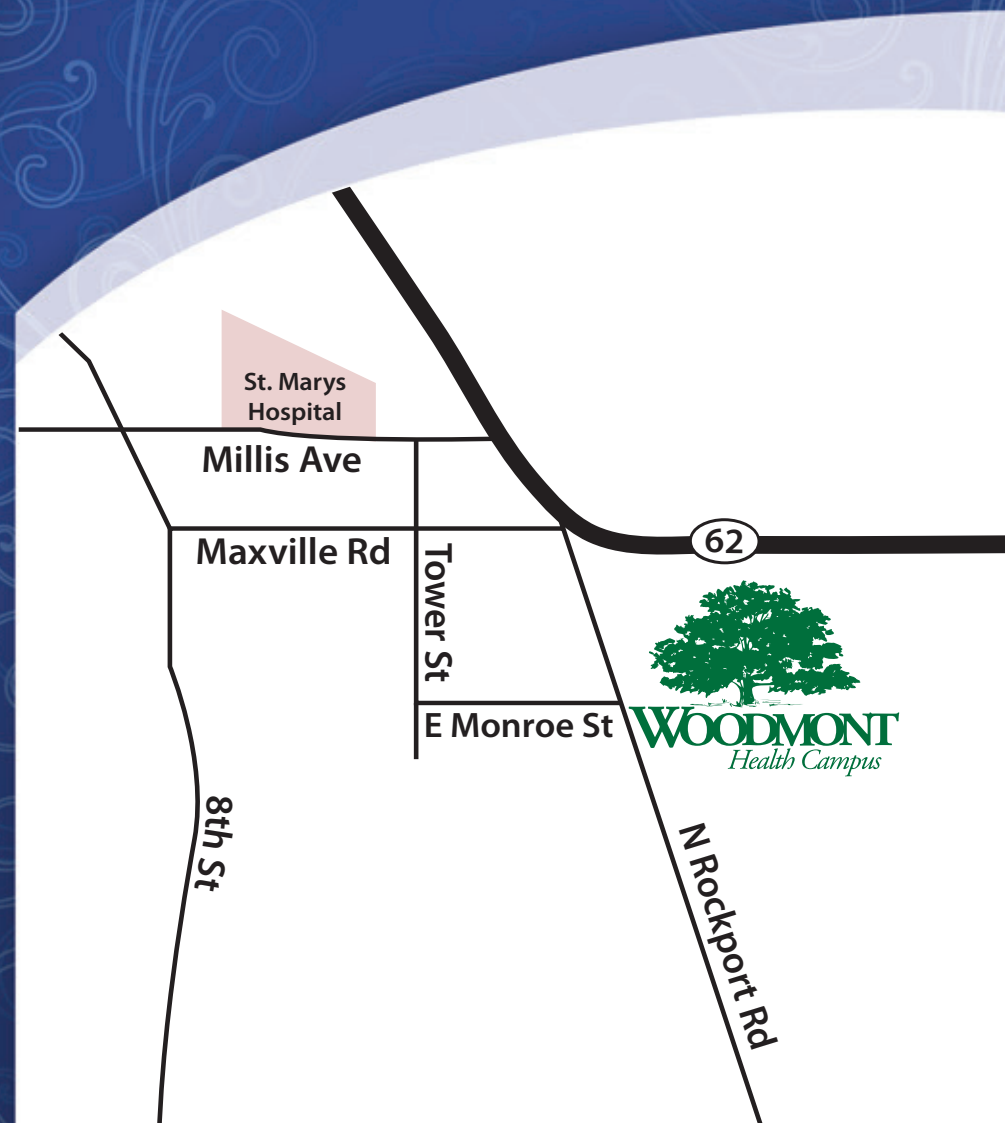 St. Marys
Hospital
Millis Ave
Maxville Rd
62
Tower St
E Monroe St
WOODMONT
Health Campus
8th St
N Rockport Rd